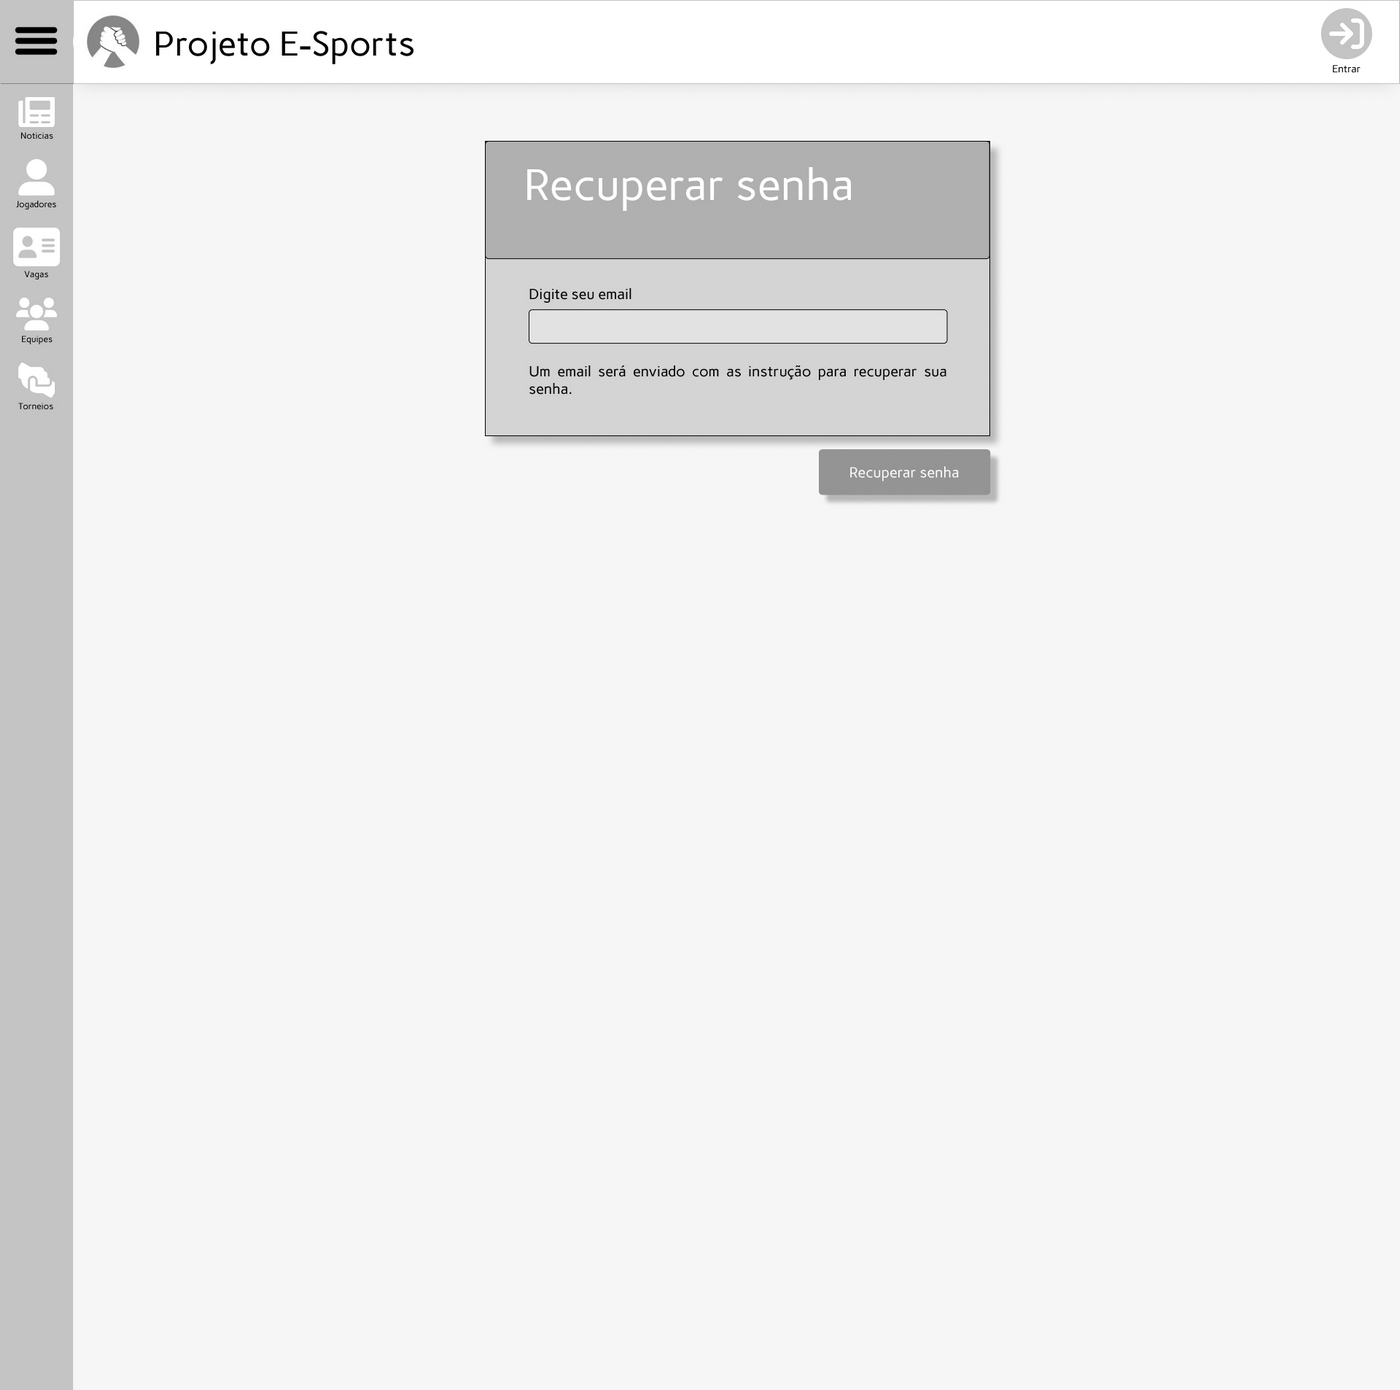 Projeto E-Sports
Entrar
Noticias
Jogadores
Vagas
Equipes
Torneios
Recuperar senha
Digite seu email
Um email será enviado com as instrução para recuperar sua
senha.
Recuperar senha